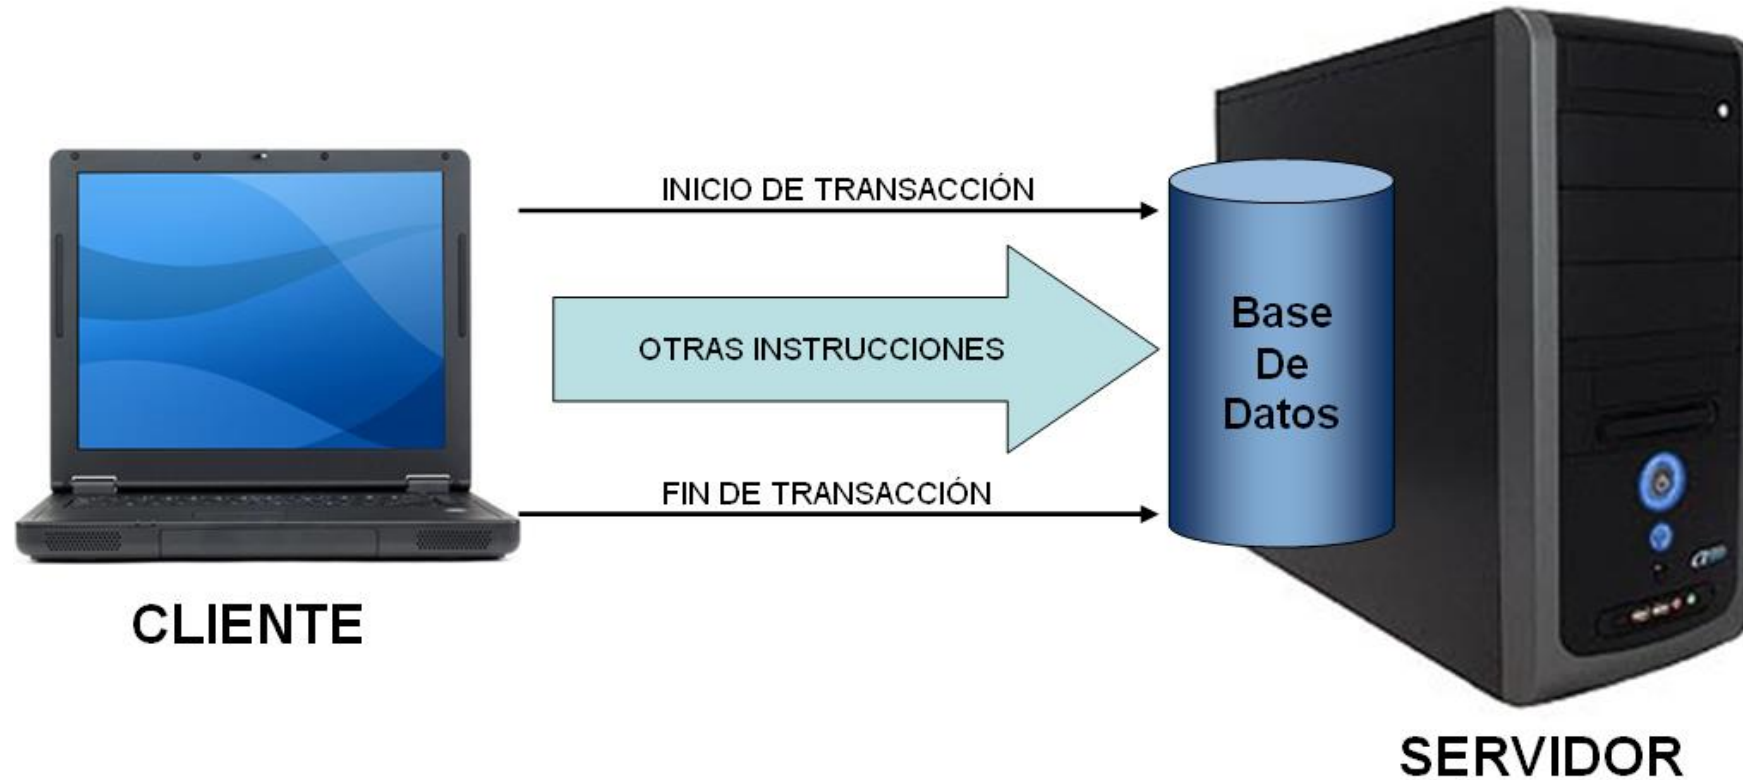 INICIO DE TRANSACCIÓN
OTRAS INSTRUCCIONES
FIN DE TRANSACCIÓN
Base
De
Datos
CLIENTE
SERVIDOR